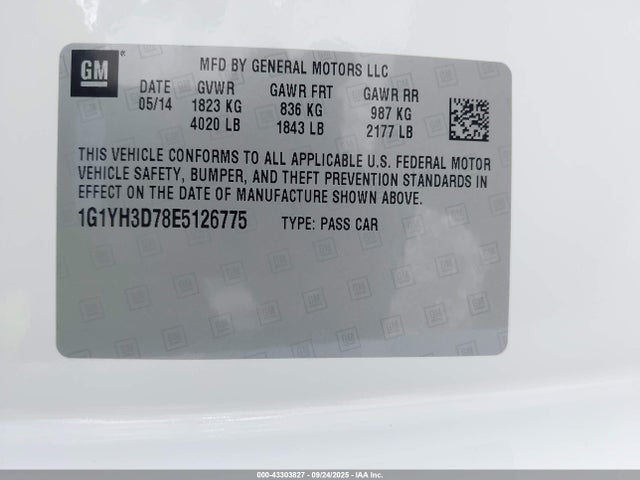 GM ®
MFD BY GENERAL MOTORS LLC
DATE GVWR GAWR FRT GAWR RR
05/14 1823 KG 836 KG 987 KG
4020 LB 1843 LB 2177 LB
THIS VEHICLE CONFORMS TO ALL APPLICABLE U.S. FEDERAL MOTOR
VEHICLE SAFETY, BUMPER, AND THEFT PREVENTION STANDARDS IN
EFFECT ON THE DATE OF MANUFACTURE SHOWN ABOVE.
1G1YH3D78E5126775 TYPE: PASS CAR
000-43303827 - 09/24/2025 - IAA, Inc.